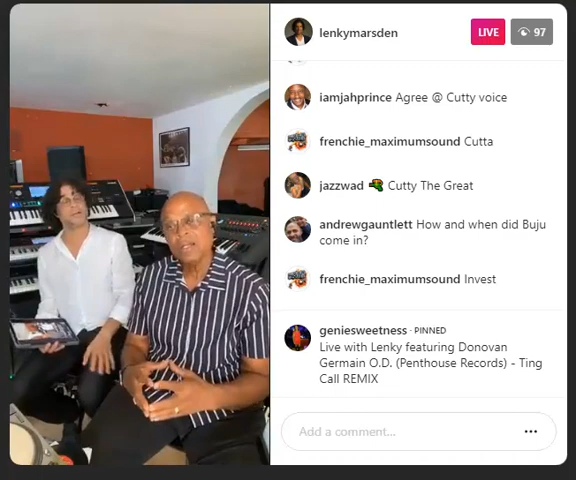 lenkymarsden
LIVE
97
iamjahprince Agree @ Cutty voice
frenchie_maximumsound Cutta
jazzwad Cutty The Great
andrewgauntlett How and when did Buju
come in?
frenchie_maximumsound Invest
geniesweetness · PINNED
Live with Lenky featuring Donovan
Germain O.D. (Penthouse Records) - Ting
Call REMIX
Add a comment...